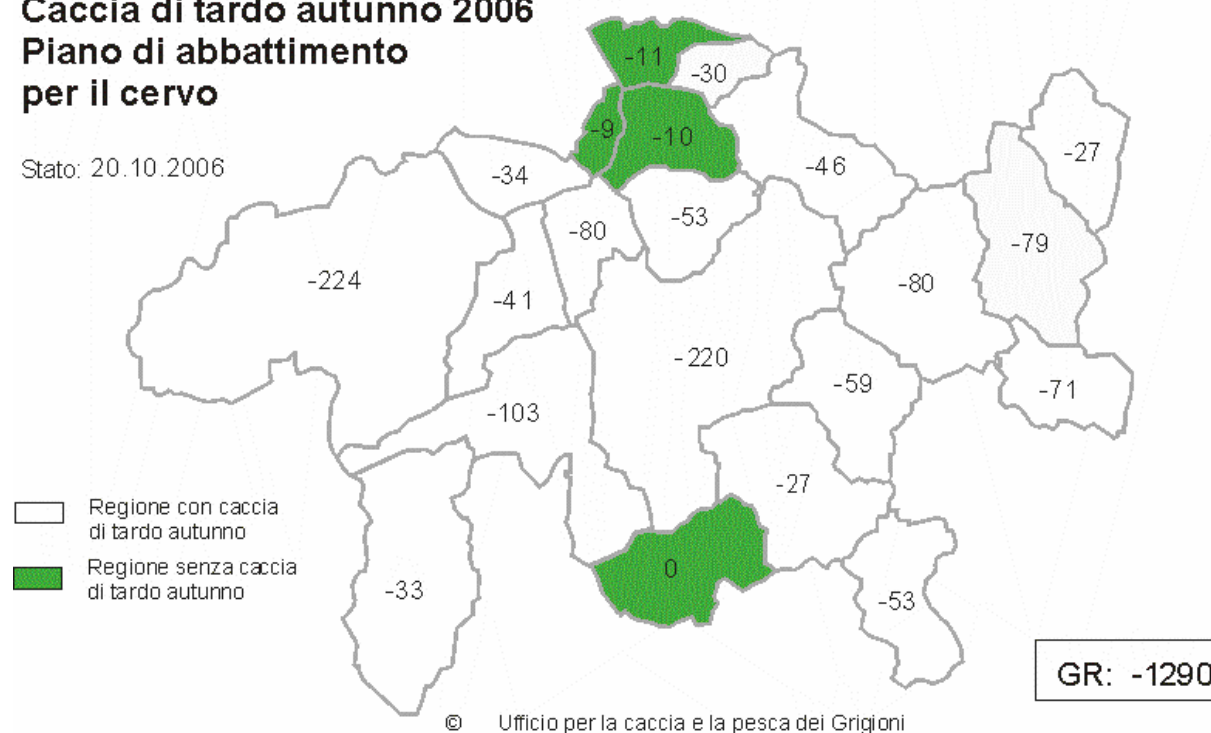 Caccia di tardo autunno 2006
Piano di abbattimento
per il cervo
Stato: 20.10.2006
-11
-30
-9
-10
-34
-46
-27
-53
-80
-79
-224
-41
-80
-220
-59
-71
-103
-27
0
-33
-53
Regione con caccia
di tardo autunno
Regione senza caccia
di tardo autunno
GR: -1290
© Ufficio per la caccia e la pesca dei Grigioni